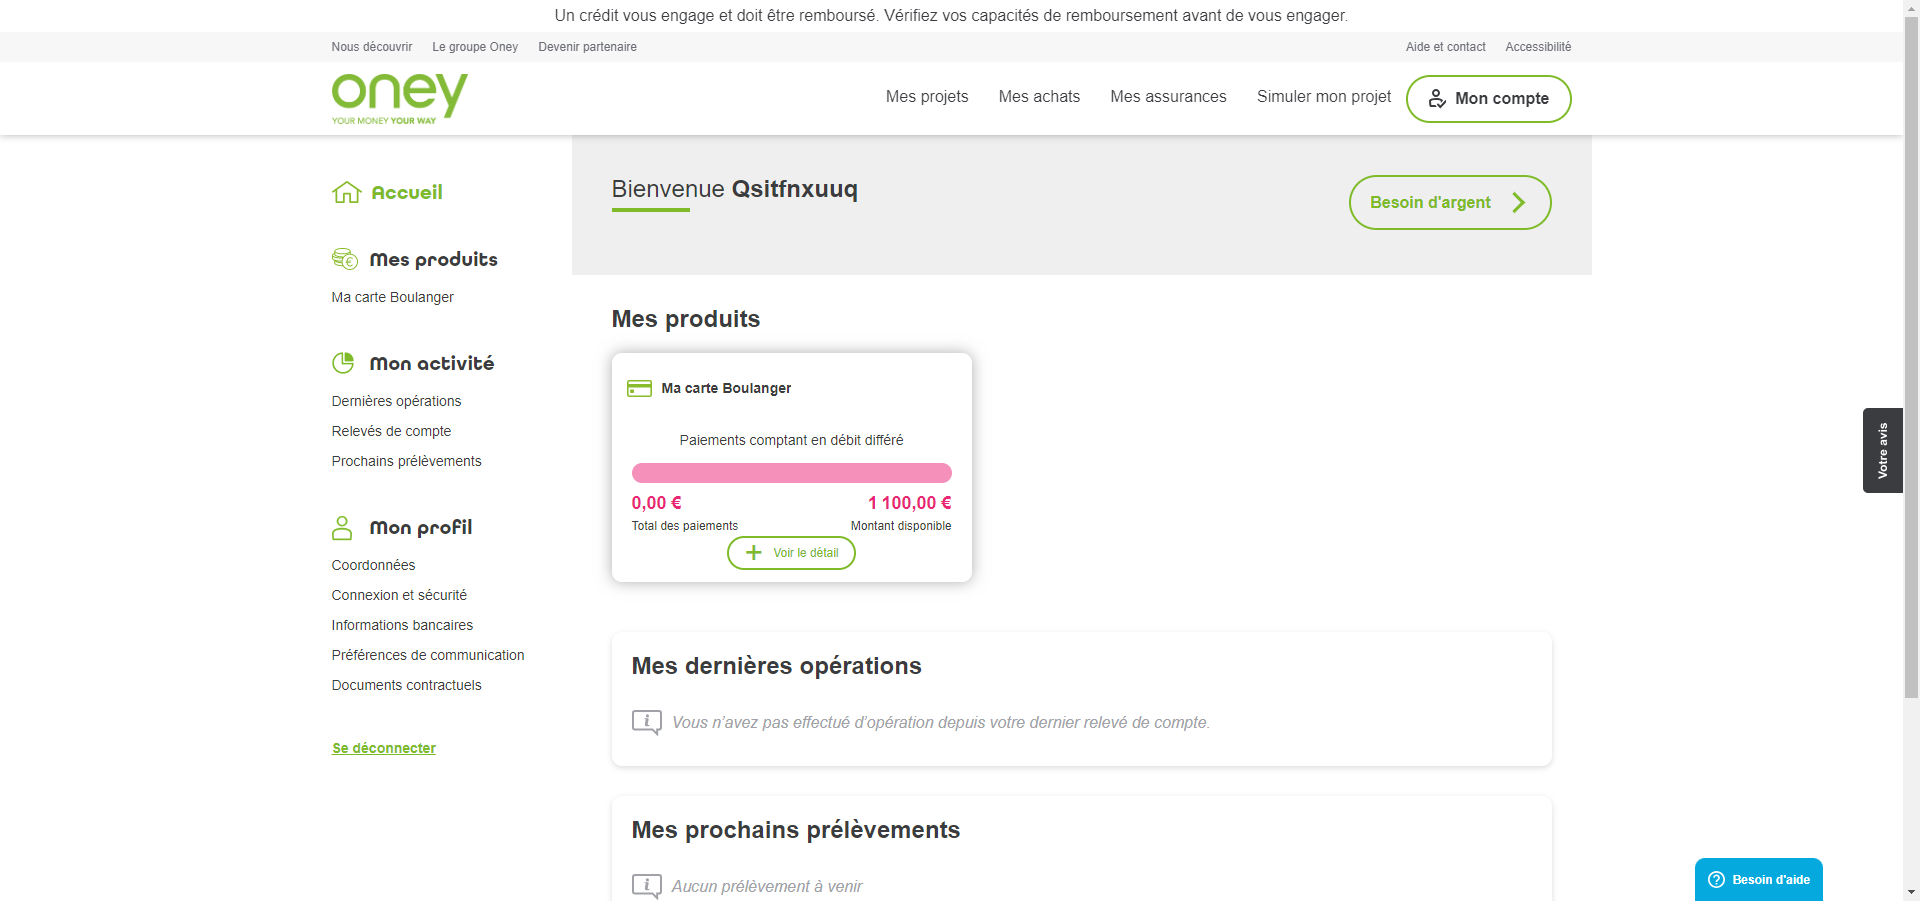 Un crédit vous engage et doit être remboursé. Vérifiez vos capacités de remboursement avant de vous engager.
Nous découvrir Le groupe Oney Devenir partenaire Aide et contact Accessibilité
oney
YOUR MONEY YOUR WAY
Mes projets Mes achats Mes assurances Simuler mon projet Mon compte
Accueil
Mes produits
Ma carte Boulanger
Mon activité
Dernières opérations
Relevés de compte
Prochains prélèvements
Mon profil
Coordonnées
Connexion et sécurité
Informations bancaires
Préférences de communication
Documents contractuels
Se déconnecter
Bienvenue Qsitfnxuuq
Besoin d'argent
Mes produits
Ma carte Boulanger
Paiements comptant en débit différé
0,00 € 1 100,00 €
Total des paiements Montant disponible
Voir le détail
Mes dernières opérations
Vous n’avez pas effectué d’opération depuis votre dernier relevé de compte.
Mes prochains prélèvements
Aucun prélèvement à venir
Votre avis
Besoin d'aide